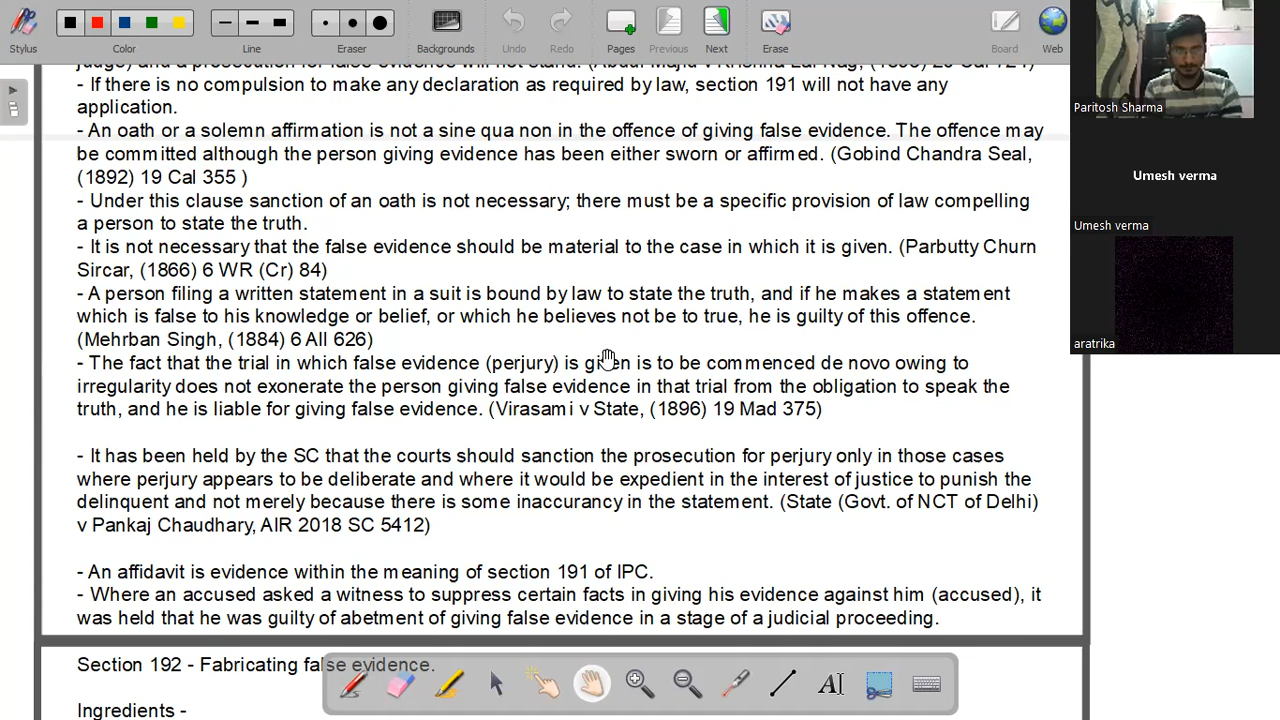 Stylus
Color
Line
Eraser
Backgrounds
Undo
Redo
Pages
Previous
Next
Erase
Board
Web
judge) and a prosecution for false evidence will not stand. (Abdul Majid v Krishna Lal Nag, (1893) 20 Cal 724)
- If there is no compulsion to make any declaration as required by law, section 191 will not have any
application.
- An oath or a solemn affirmation is not a sine qua non in the offence of giving false evidence. The offence may
be committed although the person giving evidence has been either sworn or affirmed. (Gobind Chandra Seal,
(1892) 19 Cal 355 )
- Under this clause sanction of an oath is not necessary; there must be a specific provision of law compelling
a person to state the truth.
- It is not necessary that the false evidence should be material to the case in which it is given. (Parbutty Churn
Sircar, (1866) 6 WR (Cr) 84)
- A person filing a written statement in a suit is bound by law to state the truth, and if he makes a statement
which is false to his knowledge or belief, or which he believes not be to true, he is guilty of this offence.
(Mehrban Singh, (1884) 6 All 626)
- The fact that the trial in which false evidence (perjury) is given is to be commenced de novo owing to
irregularity does not exonerate the person giving false evidence in that trial from the obligation to speak the
truth, and he is liable for giving false evidence. (Virasami v State, (1896) 19 Mad 375)
- It has been held by the SC that the courts should sanction the prosecution for perjury only in those cases
where perjury appears to be deliberate and where it would be expedient in the interest of justice to punish the
delinquent and not merely because there is some inaccurancy in the statement. (State (Govt. of NCT of Delhi)
v Pankaj Chaudhary, AIR 2018 SC 5412)
- An affidavit is evidence within the meaning of section 191 of IPC.
- Where an accused asked a witness to suppress certain facts in giving his evidence against him (accused), it
was held that he was guilty of abetment of giving false evidence in a stage of a judicial proceeding.
Section 192 - Fabricating false evidence.
Ingredients -
Paritosh Sharma
Umesh verma
Umesh verma
aratrika